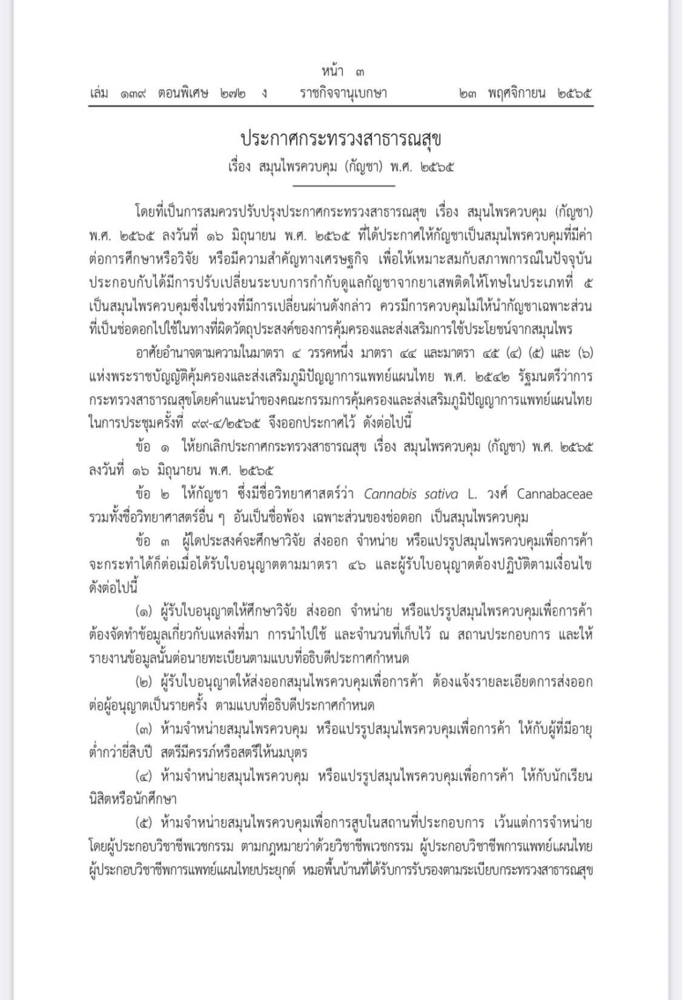 หน้า ๓
เล่ม ๑๓๙ ตอนพิเศษ ๒๗๒ ง ราชกิจจานุเบกษา ๒๓ พฤศจิกายน ๒๕๖๕
ประกาศกระทรวงสาธารณสุข
เรื่อง สมุนไพรควบคุม (กัญชา) พ.ศ. ๒๕๖๕
โดยที่เป็นการสมควรปรับปรุงประกาศกระทรวงสาธารณสุข เรื่อง สมุนไพรควบคุม (กัญชา)
พ.ศ. ๒๕๖๕ ลงวันที่ ๑๖ มิถุนายน พ.ศ. ๒๕๖๕ ที่ได้ประกาศให้กัญชาเป็นสมุนไพรควบคุมที่มีค่า
ต่อการศึกษาหรือวิจัย หรือมีความสำคัญทางเศรษฐกิจ เพื่อให้เหมาะสมกับสภาพการณ์ในปัจจุบัน
ประกอบกับได้มีการปรับเปลี่ยนระบบการกำกับดูแลกัญชาจากยาเสพติดให้โทษในประเภทที่ ๕
เป็นสมุนไพรควบคุมซึ่งในช่วงที่มีการเปลี่ยนผ่านดังกล่าว ควรมีการควบคุมไม่ให้นำกัญชาเฉพาะส่วน
ที่เป็นช่อดอกไปใช้ในทางที่ผิดวัตถุประสงค์ของการคุ้มครองและส่งเสริมการใช้ประโยชน์จากสมุนไพร
อาศัยอำนาจตามความในมาตรา ๔ วรรคหนึ่ง มาตรา ๔๔ และมาตรา ๔๕ (๔) (๕) และ (๖)
แห่งพระราชบัญญัติคุ้มครองและส่งเสริมภูมิปัญญาการแพทย์แผนไทย พ.ศ. ๒๕๔๒ รัฐมนตรีว่าการ
กระทรวงสาธารณสุขโดยคำแนะนำของคณะกรรมการคุ้มครองและส่งเสริมภูมิปัญญาการแพทย์แผนไทย
ในการประชุมครั้งที่ ๙๙-๔/๒๕๖๕ จึงออกประกาศไว้ ดังต่อไปนี้
ข้อ ๑ ให้ยกเลิกประกาศกระทรวงสาธารณสุข เรื่อง สมุนไพรควบคุม (กัญชา) พ.ศ. ๒๕๖๕
ลงวันที่ ๑๖ มิถุนายน พ.ศ. ๒๕๖๕
ข้อ ๒ ให้กัญชา ซึ่งมีชื่อวิทยาศาสตร์ว่า Cannabis sativa L. วงศ์ Cannabaceae
รวมทั้งชื่อวิทยาศาสตร์อื่น ๆ อันเป็นชื่อพ้อง เฉพาะส่วนของช่อดอก เป็นสมุนไพรควบคุม
ข้อ ๓ ผู้ใดประสงค์จะศึกษาวิจัย ส่งออก จำหน่าย หรือแปรรูปสมุนไพรควบคุมเพื่อการค้า
จะกระทำได้ก็ต่อเมื่อได้รับใบอนุญาตตามมาตรา ๔๖ และผู้รับใบอนุญาตต้องปฏิบัติตามเงื่อนไข
ดังต่อไปนี้
(๑) ผู้รับใบอนุญาตให้ศึกษาวิจัย ส่งออก จำหน่าย หรือแปรรูปสมุนไพรควบคุมเพื่อการค้า
ต้องจัดทำข้อมูลเกี่ยวกับแหล่งที่มา การนำไปใช้ และจำนวนที่เก็บไว้ ณ สถานประกอบการ และให้
รายงานข้อมูลนั้นต่อนายทะเบียนตามแบบที่อธิบดีประกาศกำหนด
(๒) ผู้รับใบอนุญาตให้ส่งออกสมุนไพรควบคุมเพื่อการค้า ต้องแจ้งรายละเอียดการส่งออก
ต่อผู้อนุญาตเป็นรายครั้ง ตามแบบที่อธิบดีประกาศกำหนด
(๓) ห้ามจำหน่ายสมุนไพรควบคุม หรือแปรรูปสมุนไพรควบคุมเพื่อการค้า ให้กับผู้ที่มีอายุ
ต่ำกว่ายี่สิบปี สตรีมีครรภ์หรือสตรีให้นมบุตร
(๔) ห้ามจำหน่ายสมุนไพรควบคุม หรือแปรรูปสมุนไพรควบคุมเพื่อการค้า ให้กับนักเรียน
นิสิตหรือนักศึกษา
(๕) ห้ามจำหน่ายสมุนไพรควบคุมเพื่อการสูบในสถานที่ประกอบการ เว้นแต่การจำหน่าย
โดยผู้ประกอบวิชาชีพเวชกรรม ตามกฎหมายว่าด้วยวิชาชีพเวชกรรม ผู้ประกอบวิชาชีพการแพทย์แผนไทย
ผู้ประกอบวิชาชีพการแพทย์แผนไทยประยุกต์ หมอพื้นบ้านที่ได้รับการรับรองตามระเบียบกระทรวงสาธารณสุข